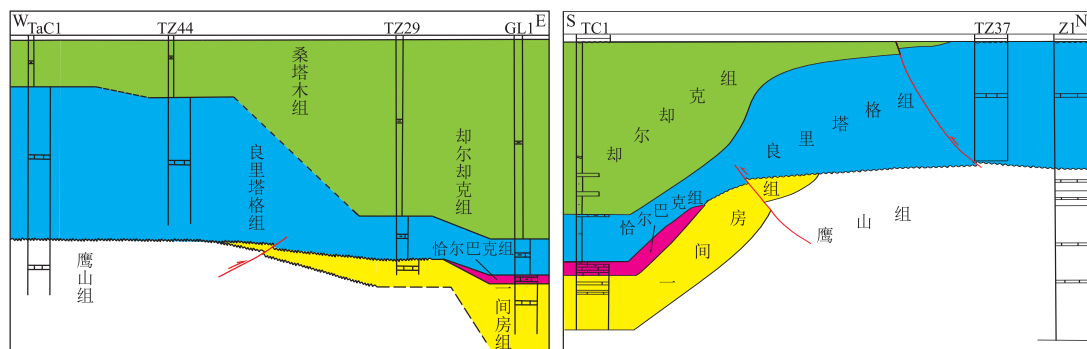 W
E
TaC1
TZ44
TZ29
GL1
桑塔木组
却尔却克组
良里塔格组
恰尔巴克组
鹰山组
一间房组
S
N
TC1
TZ37
Z1
却尔却克组
良里塔格组
恰尔巴克组
一间房组
鹰山组